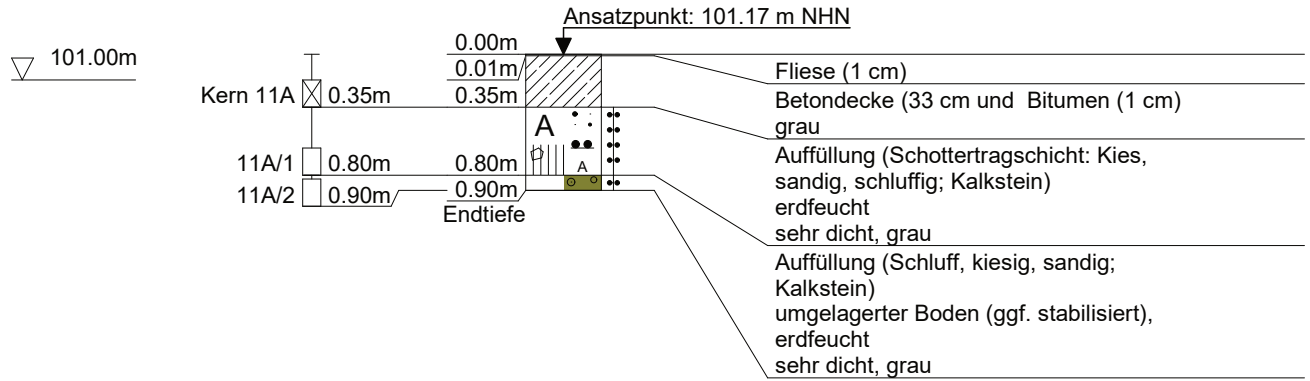 Ansatzpunkt: 101.17 m NHN
101.00m
0.00m
0.01m
Fliese (1 cm)
Kern 11A 0.35m 0.35m
Betondecke (33 cm und Bitumen (1 cm)
grau
A
11A/1 0.80m 0.80m
A
Auffüllung (Schottertragschicht: Kies,
sandig, schluffig; Kalkstein)
erdfeucht
sehr dicht, grau
11A/2 0.90m 0.90m
Endtiefe
Auffüllung (Schluff, kiesig, sandig;
Kalkstein)
umgelagerter Boden (ggf. stabilisiert),
erdfeucht
sehr dicht, grau